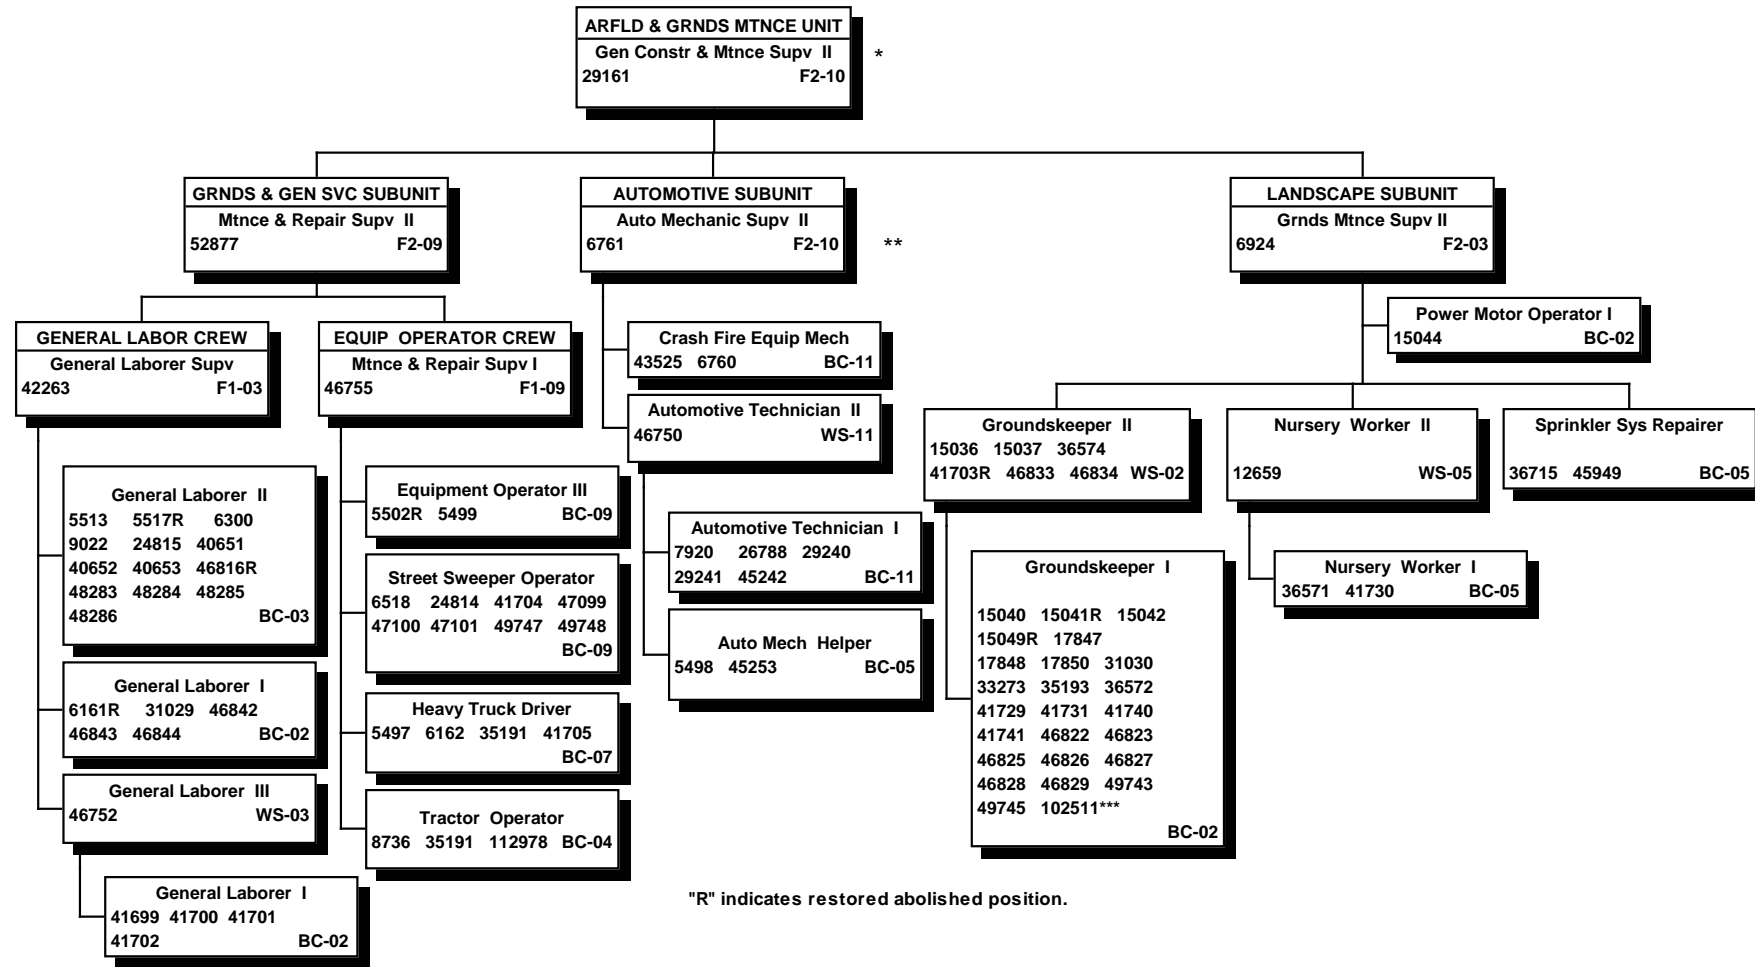 ARFLD & GRNDS MTNCE UNIT
Gen Constr & Mtnce Supv II *
29161 F2-10
GRNDS & GEN SVC SUBUNIT
Mtnce & Repair Supv II
52877 F2-09
AUTOMOTIVE SUBUNIT
Auto Mechanic Supv II
6761 F2-10 **
LANDSCAPE SUBUNIT
Grnds Mtnce Supv II
6924 F2-03
GENERAL LABOR CREW
General Laborer Supv
42263 F1-03
General Laborer II
5513 5517R 6300
9022 24815 40651
40652 40653 46816R
48283 48284 48285
48286 BC-03
General Laborer I
6161R 31029 46842
46843 46844 BC-02
General Laborer III
46752 WS-03
General Laborer I
41699 41700 41701
41702 BC-02
EQUIP OPERATOR CREW
Mtnce & Repair Supv I
46755 F1-09
Equipment Operator III
5502R 5499 BC-09
Street Sweeper Operator
6518 24814 41704 47099
47100 47101 49747 49748
BC-09
Heavy Truck Driver
5497 6162 35191 41705
BC-07
Tractor Operator
8736 35191 112978 BC-04
Crash Fire Equip Mech
43525 6760 BC-11
Automotive Technician II
46750 WS-11
Automotive Technician I
7920 26788 29240
29241 45242 BC-11
Auto Mech Helper
5498 45253 BC-05
Power Motor Operator I
15044 BC-02
Groundskeeper II
15036 15037 36574
41703R 46833 46834 WS-02
Groundskeeper I
15040 15041R 15042
15049R 17847
17848 17850 31030
33273 35193 36572
41729 41731 41740
41741 46822 46823
46825 46826 46827
46828 46829 49743
49745 102511***
BC-02
Nursery Worker II
12659 WS-05
Nursery Worker I
36571 41730 BC-05
Sprinkler Sys Repairer
36715 45949 BC-05
"R" indicates restored abolished position.